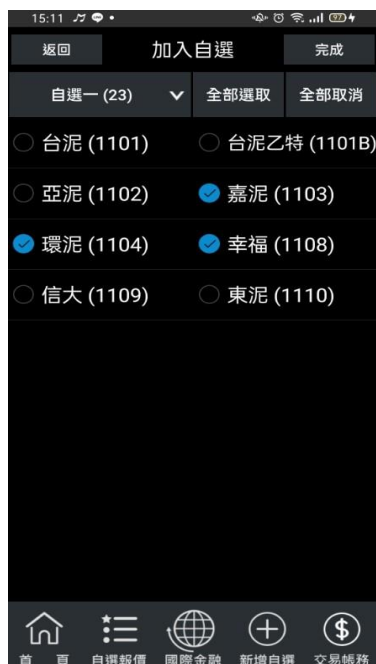 15:11
97
返回 加入自選 完成
自選一 (23) 全部選取 全部取消
台泥 (1101) 台泥乙特 (1101B)
亞泥 (1102) 嘉泥 (1103)
環泥 (1104) 幸福 (1108)
信大 (1109) 東泥 (1110)
首 頁 自選報價 國際金融 新增自選 交易帳務